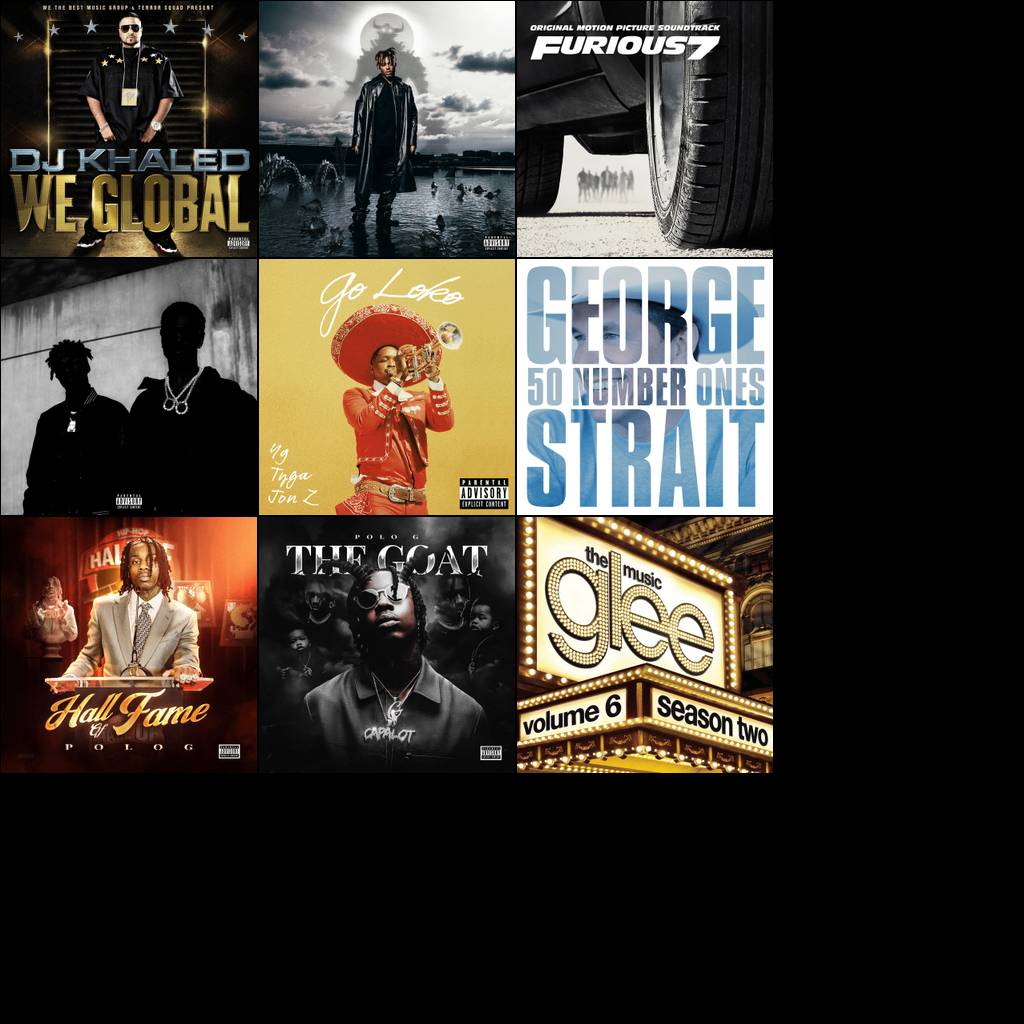 WE THE BEST MUSIC GROUP & TERROR SQUAD PRESENT
DJ KHALED
WE GLOBAL
PARENTAL
ADVISORY
EXPLICIT CONTENT
PARENTAL
ADVISORY
EXPLICIT CONTENT
ORIGINAL MOTION PICTURE SOUNDTRACK
FURIOUS 7
PARENTAL
ADVISORY
EXPLICIT CONTENT
Go Loko
YG
Tyga
Jon Z
PARENTAL
ADVISORY
EXPLICIT CONTENT
GEORGE
50 NUMBER ONES
STRAIT
HIP-HOP
Hall
Of
Fame
POLO G
PARENTAL
ADVISORY
EXPLICIT CONTENT
POLO G
THE GOAT
CAPALOT
PARENTAL
ADVISORY
EXPLICIT CONTENT
the music
glee
volume 6
season two